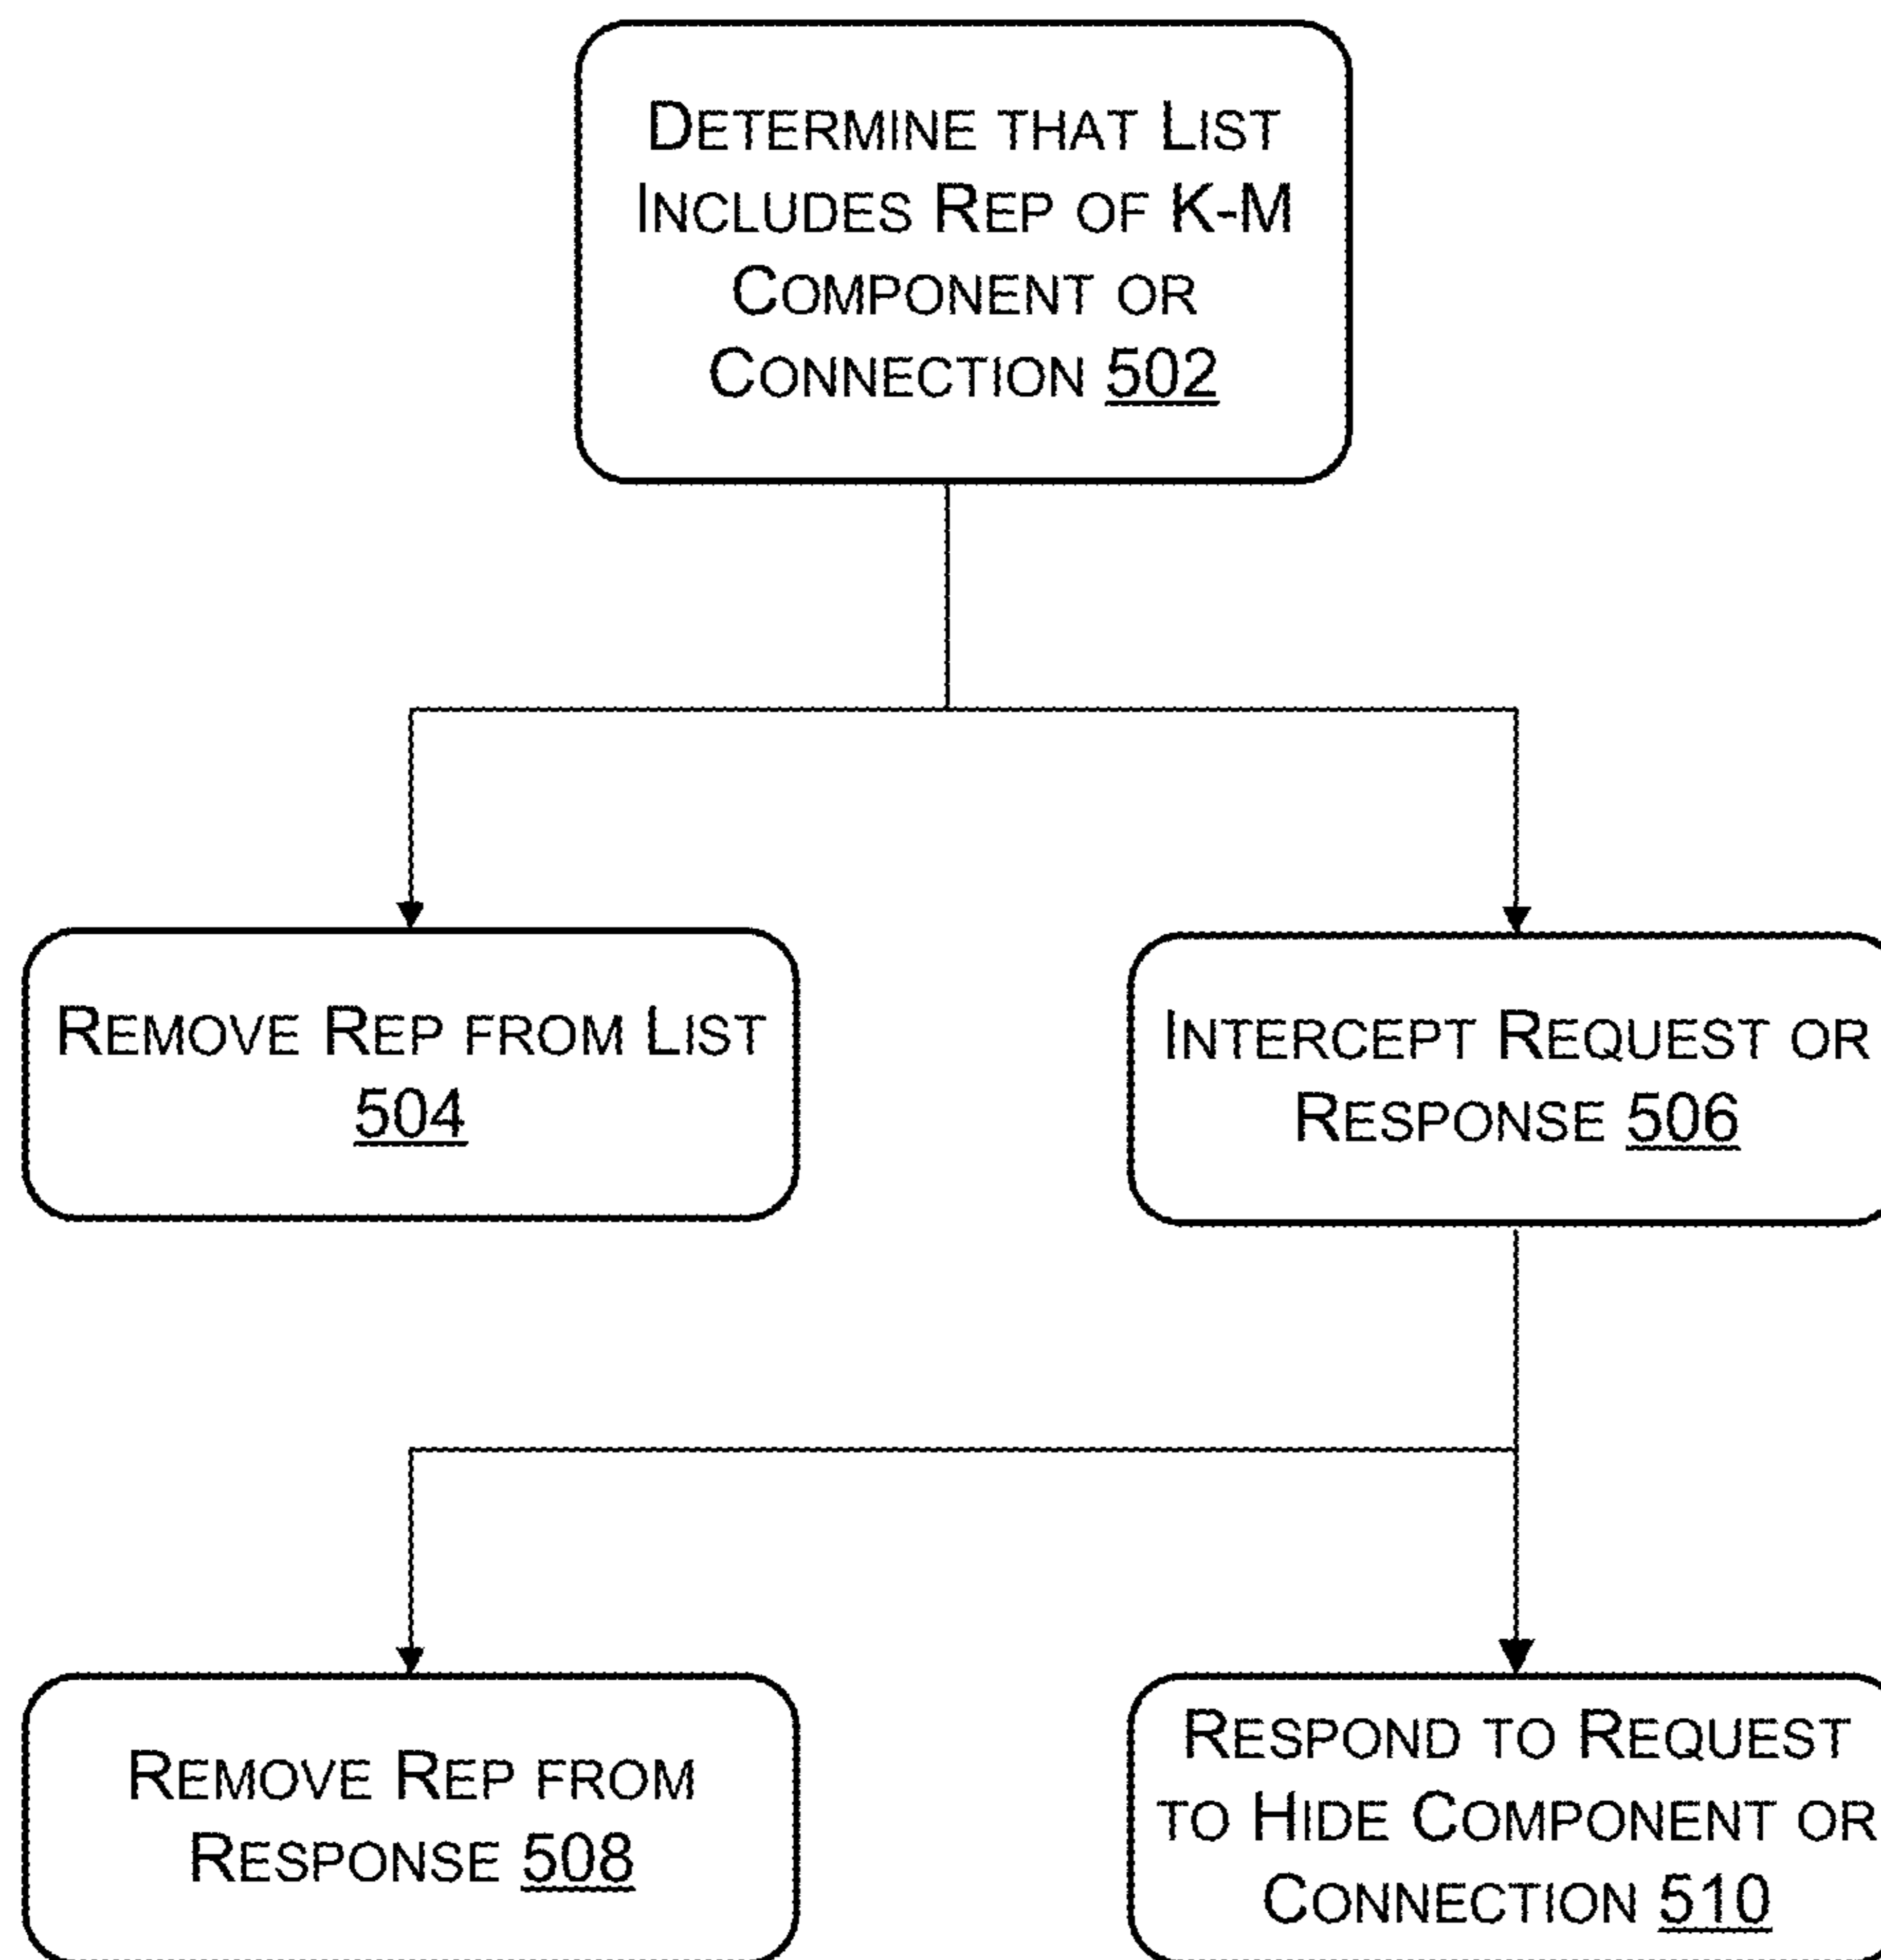 DETERMINE THAT LIST
INCLUDES REP OF K-M
COMPONENT OR
CONNECTION 502
REMOVE REP FROM LIST
504
INTERCEPT REQUEST OR
RESPONSE 506
REMOVE REP FROM
RESPONSE 508
RESPOND TO REQUEST
TO HIDE COMPONENT OR
CONNECTION 510